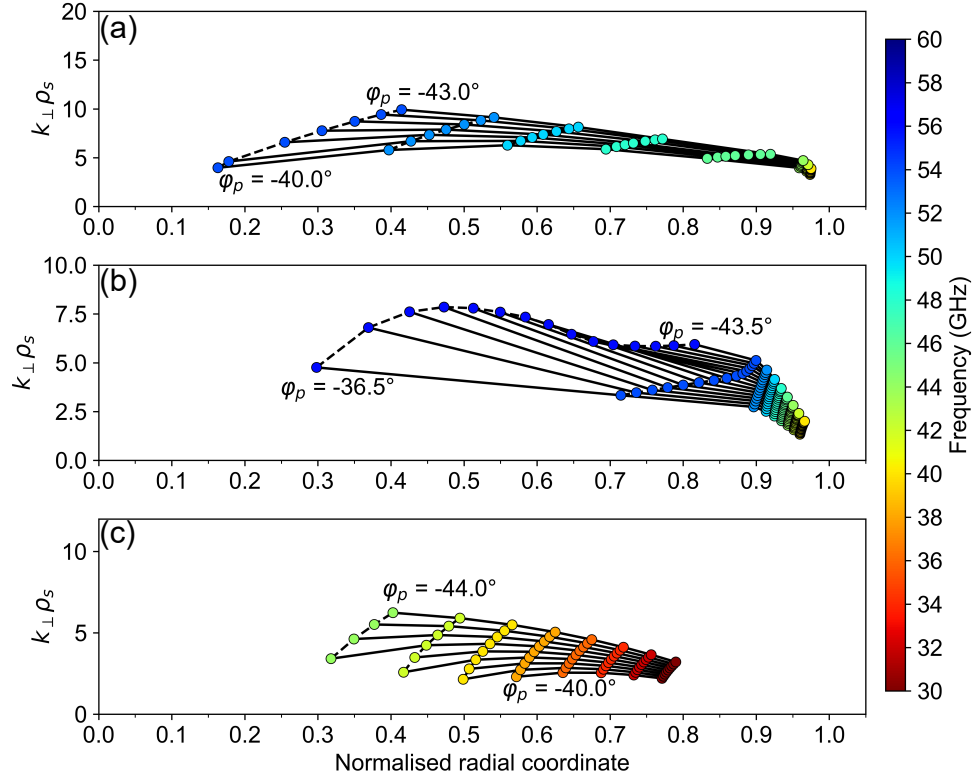 (a)
20
15
10
5
0
k⊥ρs
φp = -43.0°
φp = -40.0°
0.0 0.1 0.2 0.3 0.4 0.5 0.6 0.7 0.8 0.9 1.0
(b)
10.0
7.5
5.0
2.5
0.0
k⊥ρs
φp = -43.5°
φp = -36.5°
0.0 0.1 0.2 0.3 0.4 0.5 0.6 0.7 0.8 0.9 1.0
(c)
10
5
0
k⊥ρs
φp = -44.0°
φp = -40.0°
0.0 0.1 0.2 0.3 0.4 0.5 0.6 0.7 0.8 0.9 1.0
Normalised radial coordinate
60
58
56
54
52
50
48
46
44
42
40
38
36
34
32
30
Frequency (GHz)